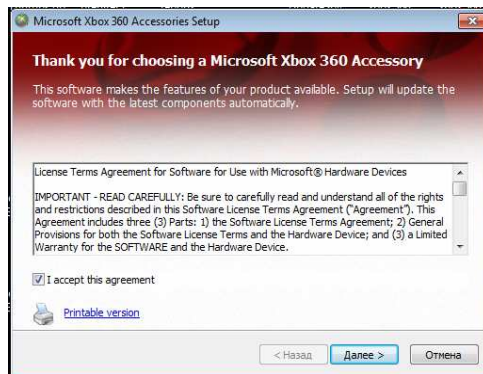 Microsoft Xbox 360 Accessories Setup
Thank you for choosing a Microsoft Xbox 360 Accessory
This software makes the features of your product available. Setup will update the
software with the latest components automatically.
License Terms Agreement for Software for Use with Microsoft® Hardware Devices
IMPORTANT - READ CAREFULLY: Be sure to carefully read and understand all of the rights
and restrictions described in this Software License Terms Agreement ("Agreement"). This
Agreement includes three (3) Parts: 1) the Software License Agreement; 2) General
Provisions for both the Software License Terms and the Hardware Device; and (3) a Limited
Warranty for the SOFTWARE and the Hardware Device.
I accept this agreement
Printable version
< Назад
Далее >
Отмена